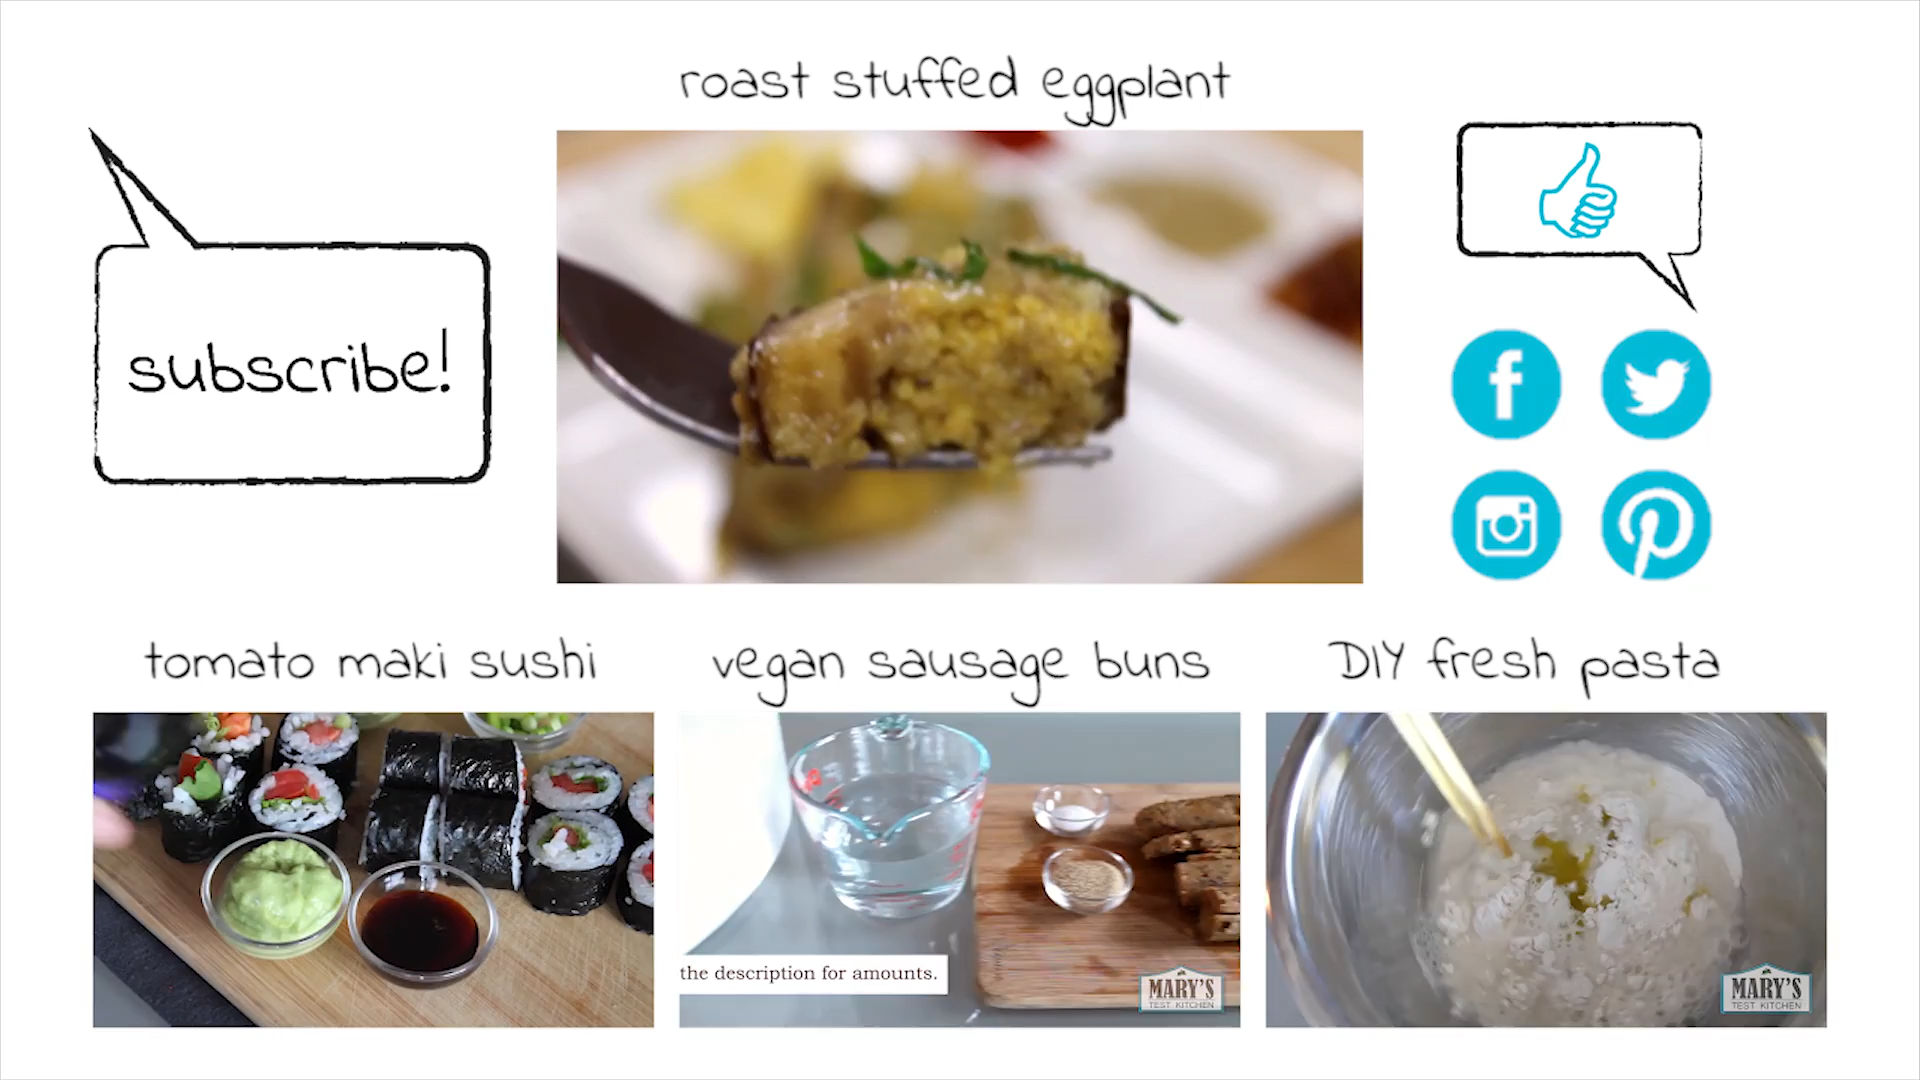 roast stuffed eggplant
subscribe!
tomato maki sushi
vegan sausage buns
DIY fresh pasta
the description for amounts.
MARY'S
TEST KITCHEN
MARY'S
TEST KITCHEN